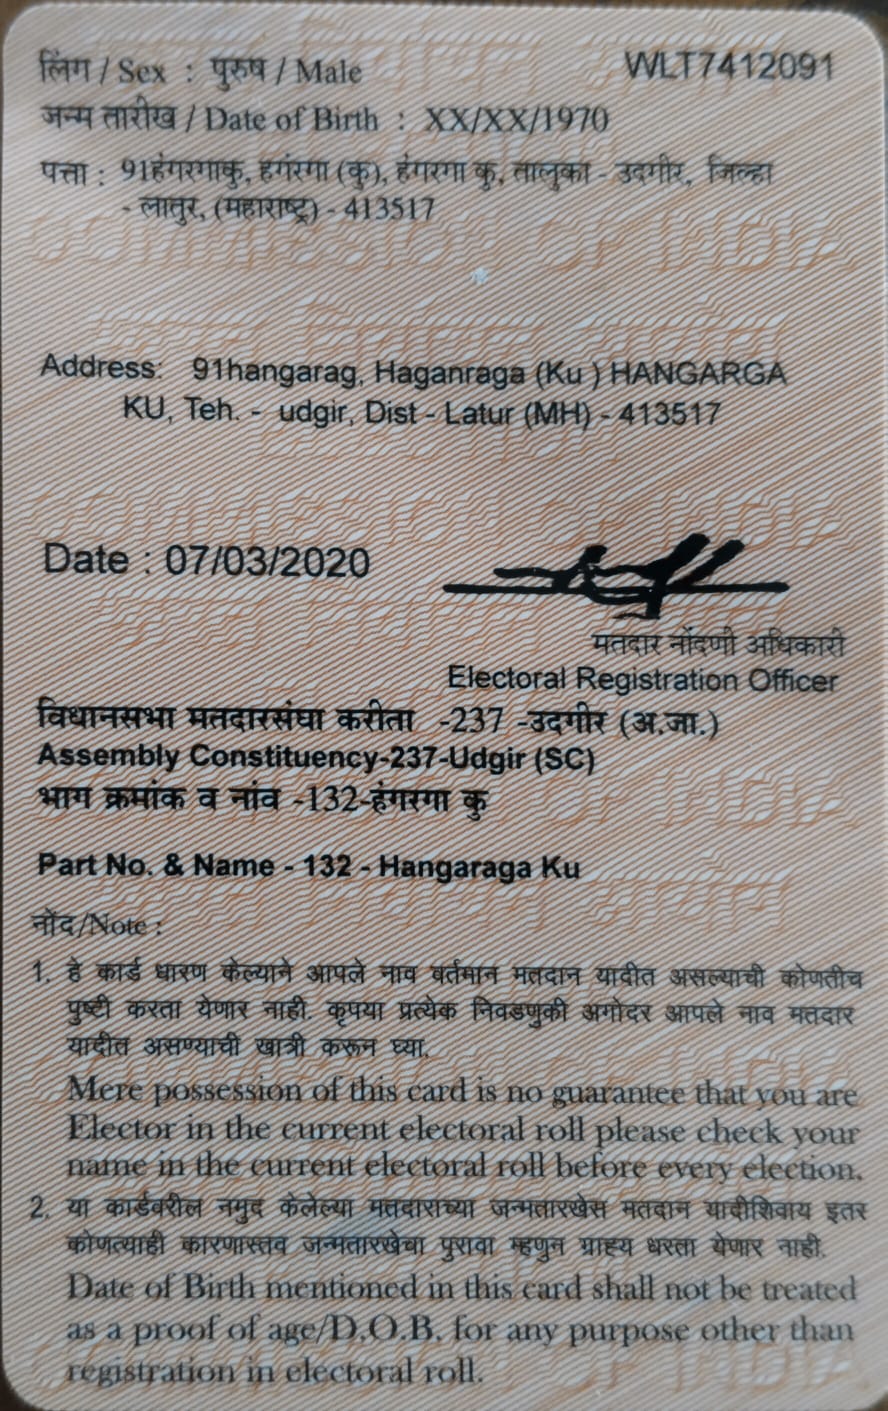 लिंग / Sex : पुरुष / Male WLT7412091
जन्म तारीख / Date of Birth : XX/XX/1970
पत्ता : 91हंगरगाकु, हगंरगा (कु), हंगरगा कु, तालुका - उदगीर, जिल्हा
- लातुर, (महाराष्ट्र) - 413517
Address: 91hangarag, Haganraga (Ku ) HANGARGA
KU, Teh. - udgir, Dist - Latur (MH) - 413517
Date : 07/03/2020
मतदार नोंदणी अधिकारी
Electoral Registration Officer
विधानसभा मतदारसंघा करीता -237 -उदगीर (अ.जा.)
Assembly Constituency-237-Udgir (SC)
भाग क्रमांक व नांव -132-हंगरगा कु
Part No. & Name - 132 - Hangaraga Ku
नोंद/Note :
1. हे कार्ड धारण केल्याने आपले नाव वर्तमान मतदान यादीत असल्याची कोणतीच
पुष्टी करता येणार नाही. कृपया प्रत्येक निवडणुकी अगोदर आपले नाव मतदार
यादीत असण्याची खात्री करून घ्या.
Mere possession of this card is no guarantee that you are
Elector in the current electoral roll please check your
name in the current electoral roll before every election.
2. या कार्डवरील नमुद केलेल्या मतदाराच्या जन्मतारखेस मतदान यादीशिवाय इतर
कोणत्याही कारणास्तव जन्मतारखेचा पुरावा म्हणुन ग्राह्य धरता येणार नाही.
Date of Birth mentioned in this card shall not be treated
as a proof of age/D.O.B. for any purpose other than
registration in electoral roll.